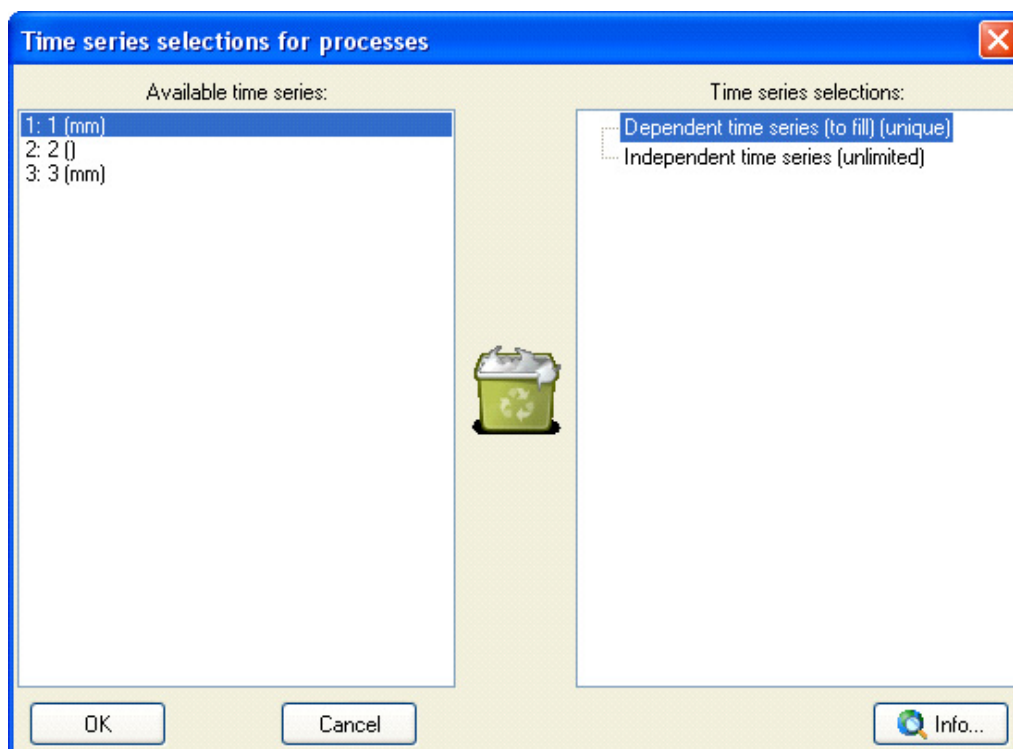 Time series selections for processes
Available time series:
Time series selections:
1: 1 (mm)
2: 2 ()
3: 3 (mm)
Dependent time series (to fill) (unique)
Independent time series (unlimited)
OK
Cancel
Info...